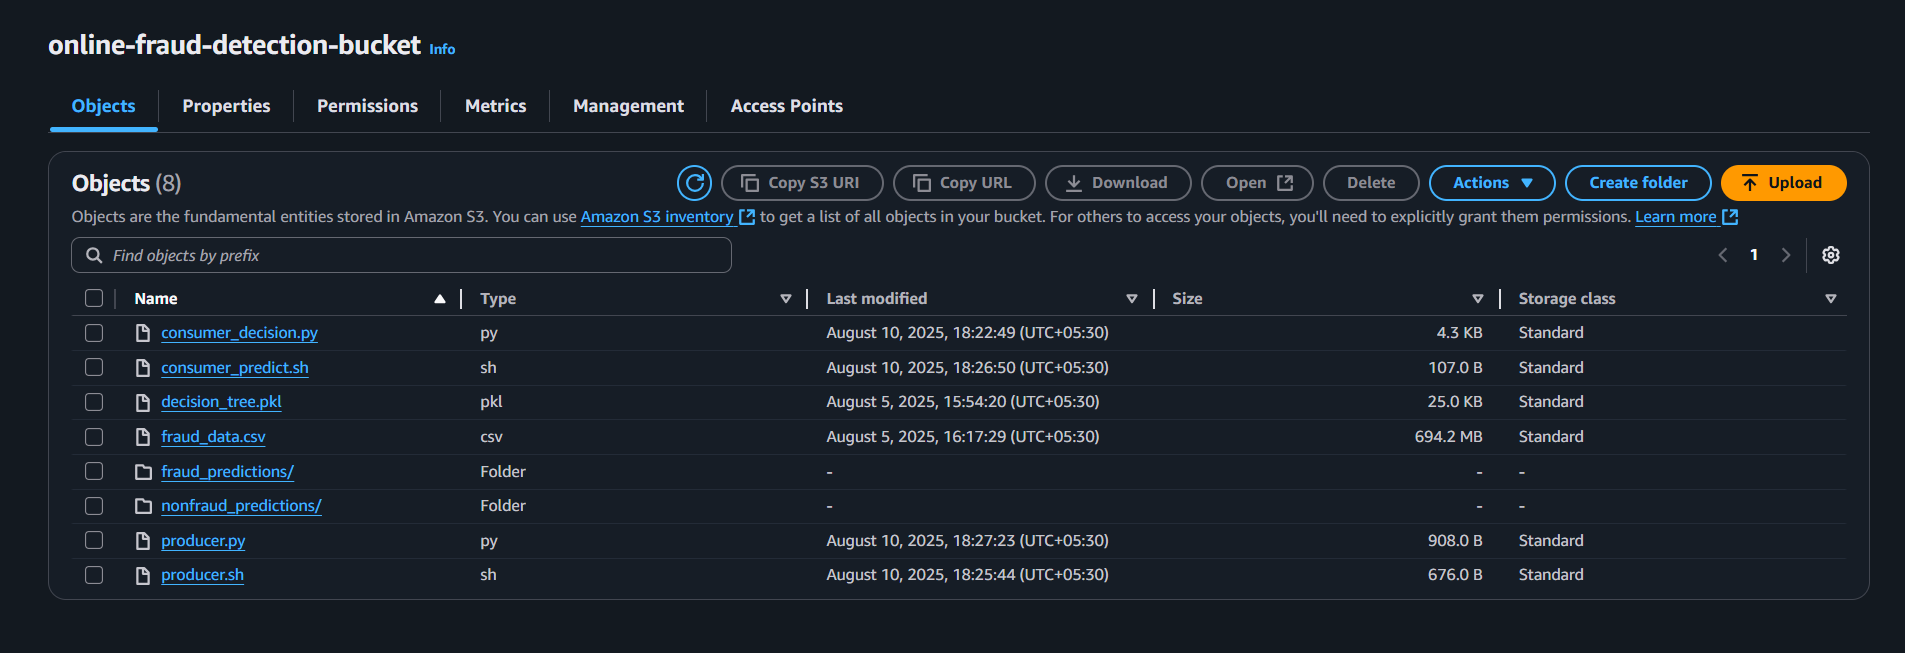 online-fraud-detection-bucket Info
Objects Properties Permissions Metrics Management Access Points
Objects (8) Copy S3 URI Copy URL Download Open Delete Actions Create folder Upload
Objects are the fundamental entities stored in Amazon S3. You can use Amazon S3 inventory to get a list of all objects in your bucket. For others to access your objects, you'll need to explicitly grant them permissions. Learn more
Find objects by prefix 1
Name Type Last modified Size Storage class
consumer_decision.py py August 10, 2025, 18:22:49 (UTC+05:30) 4.3 KB Standard
consumer_predict.sh sh August 10, 2025, 18:26:50 (UTC+05:30) 107.0 B Standard
decision_tree.pkl pkl August 5, 2025, 15:54:20 (UTC+05:30) 25.0 KB Standard
fraud_data.csv csv August 5, 2025, 16:17:29 (UTC+05:30) 694.2 MB Standard
fraud_predictions/ Folder - - -
nonfraud_predictions/ Folder - - -
producer.py py August 10, 2025, 18:27:23 (UTC+05:30) 908.0 B Standard
producer.sh sh August 10, 2025, 18:25:44 (UTC+05:30) 676.0 B Standard